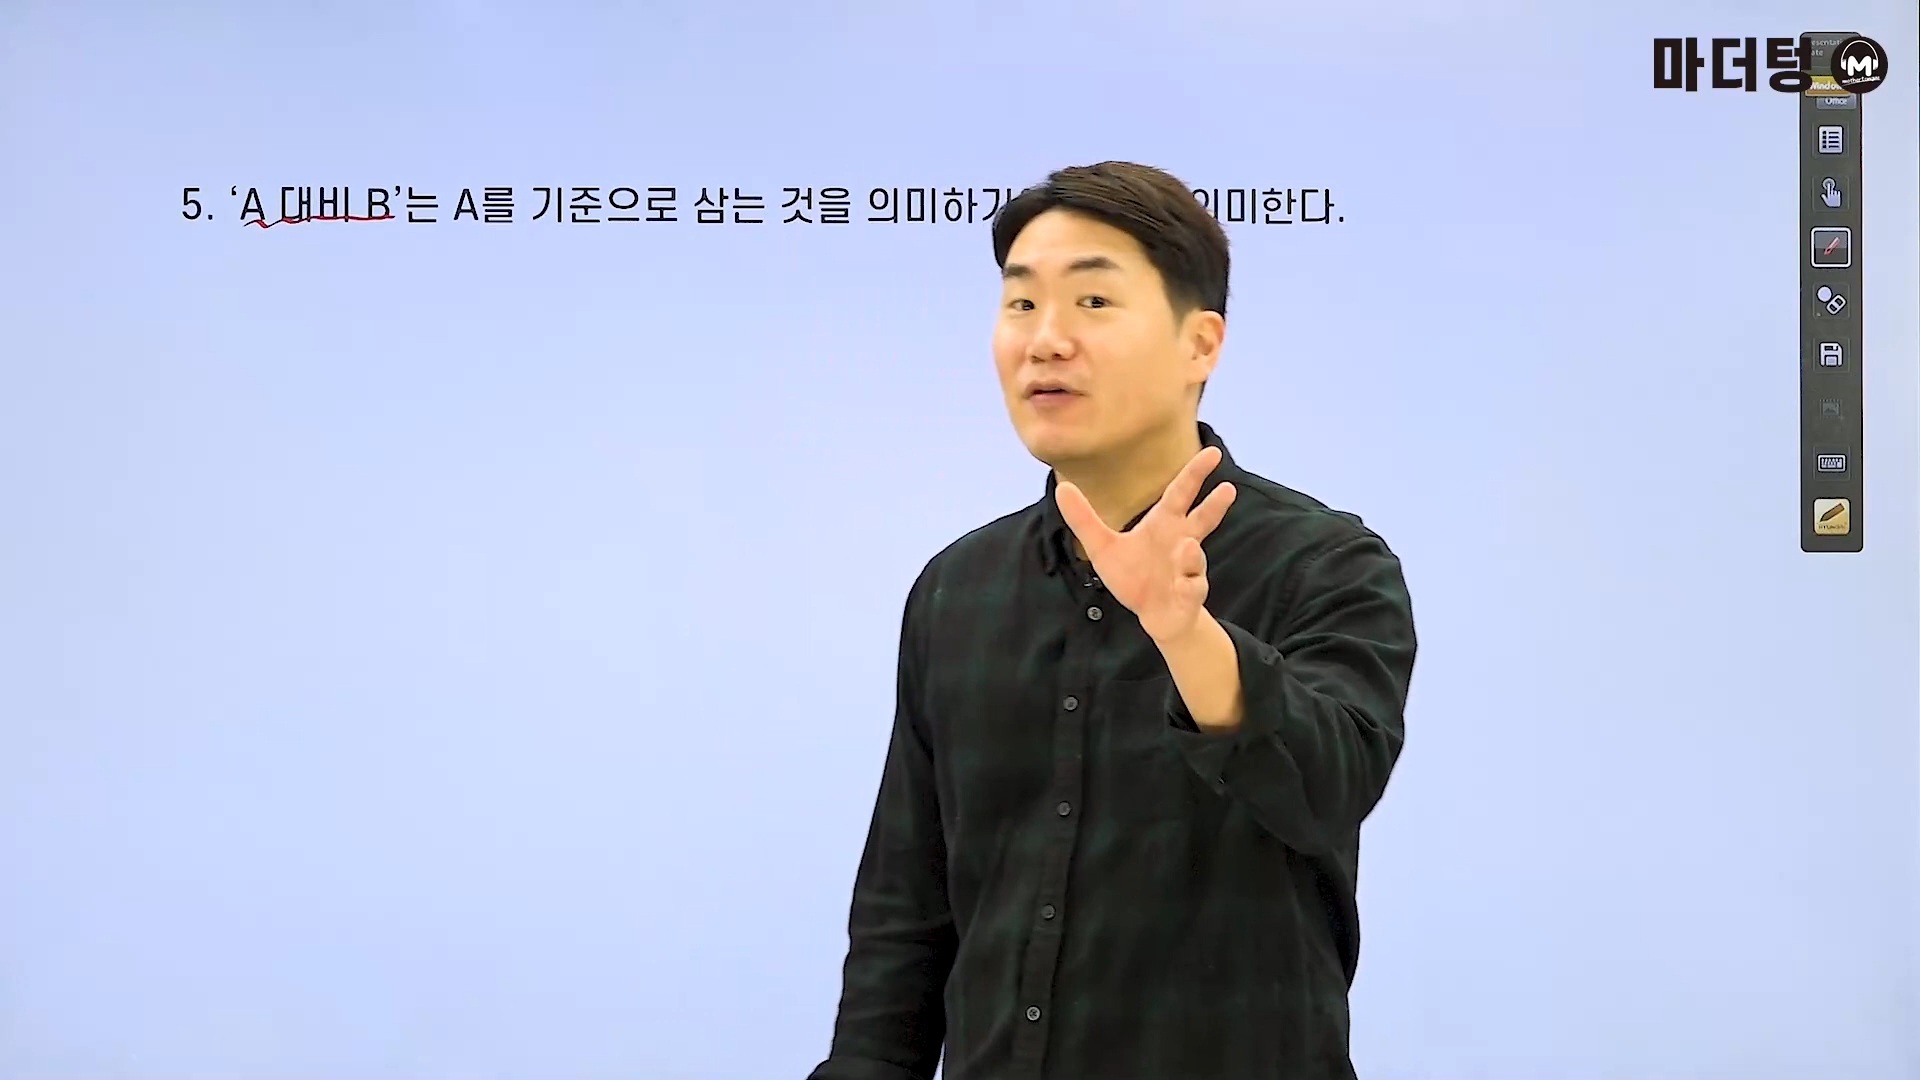 마더텅
M
5. ‘A 대비 B’는 A를 기준으로 삼는 것을 의미하기 의미한다.
Office